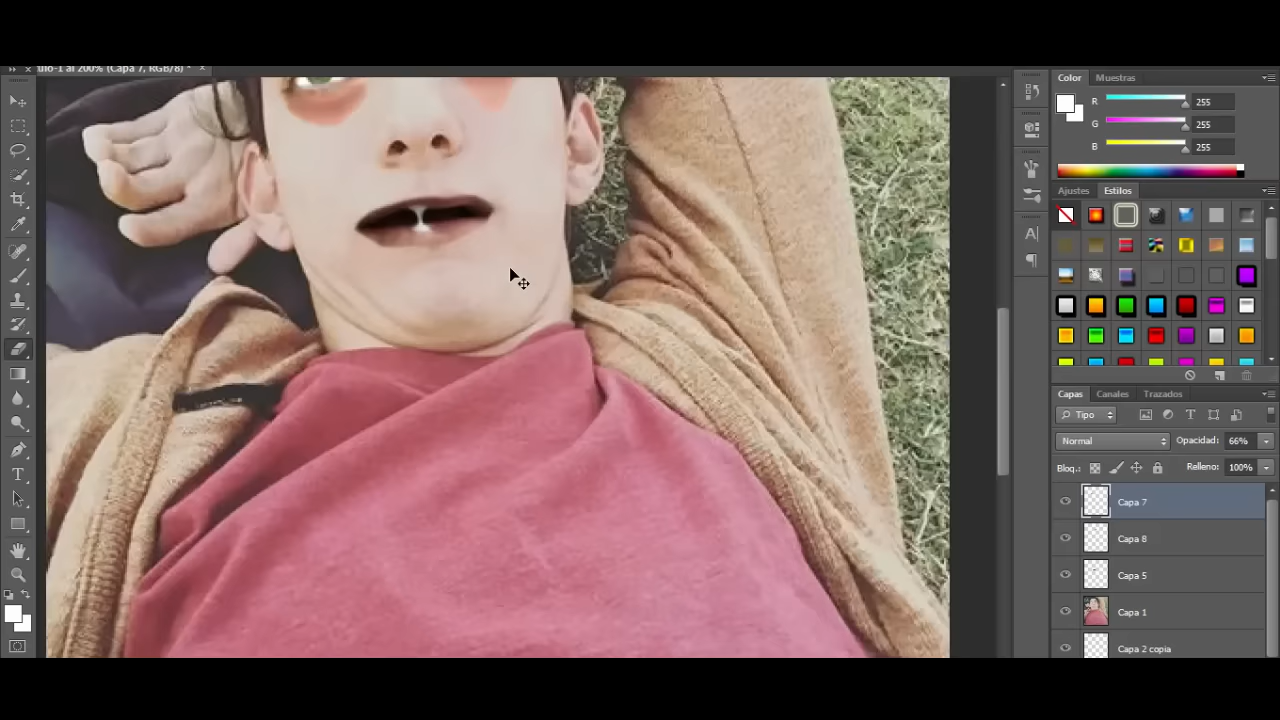 ulo-1 al 200% (Capa 7, RGB/8) *
Color Muestras
R 255
G 255
B 255
Ajustes Estilos
Capas Canales Trazados
Tipo
Normal Opacidad: 66%
Bloq.: Relleno: 100%
Capa 7
Capa 8
Capa 5
Capa 1
Capa 2 copia